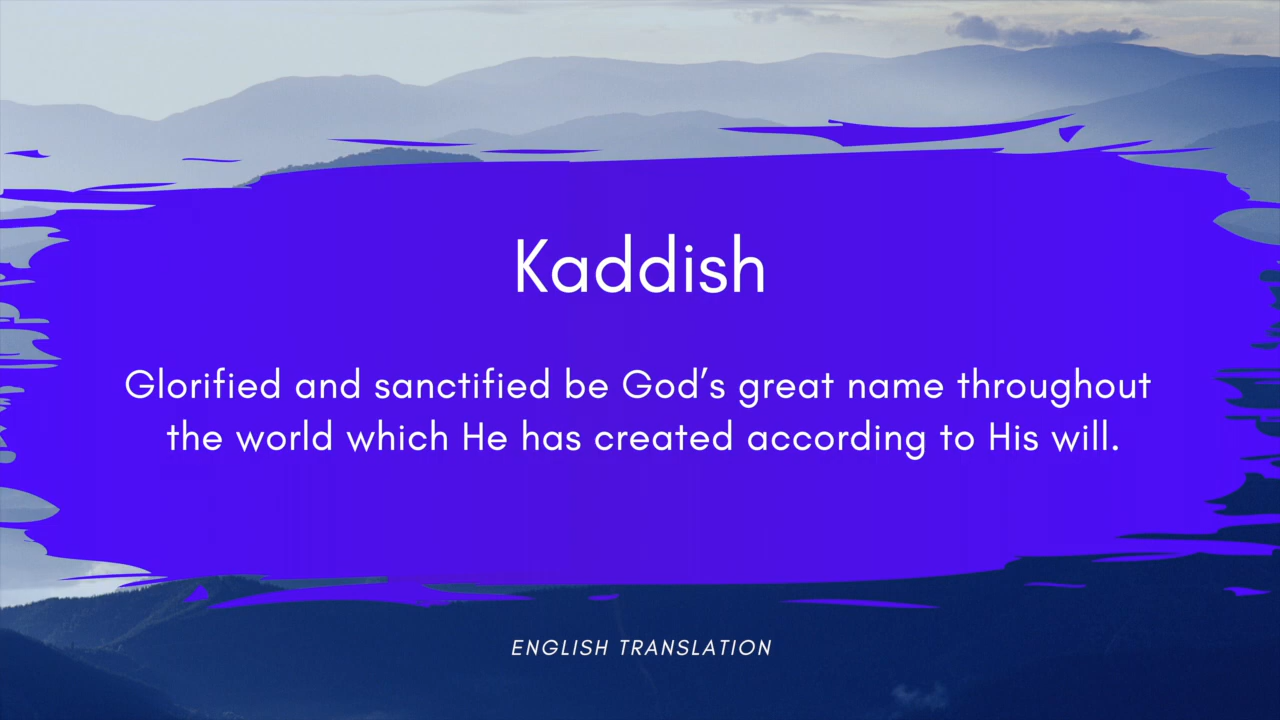 Kaddish
Glorified and sanctified be God’s great name throughout
the world which He has created according to His will.
ENGLISH TRANSLATION